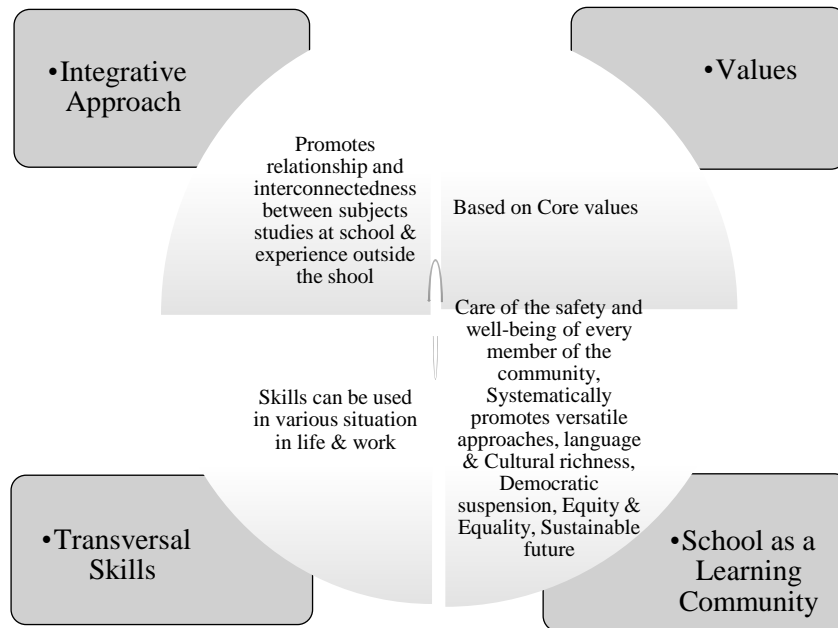 •Integrative
Approach
•Values
Promotes
relationship and
interconnectedness
between subjects
studies at school &
experience outside
the shool
Based on Core values
Skills can be used
in various situation
in life & work
Care of the safety and
well-being of every
member of the
community,
Systematically
promotes versatile
approaches, language
& Cultural richness,
Democratic
suspension, Equity &
Equality, Sustainable
future
•Transversal
Skills
•School as a
Learning
Community